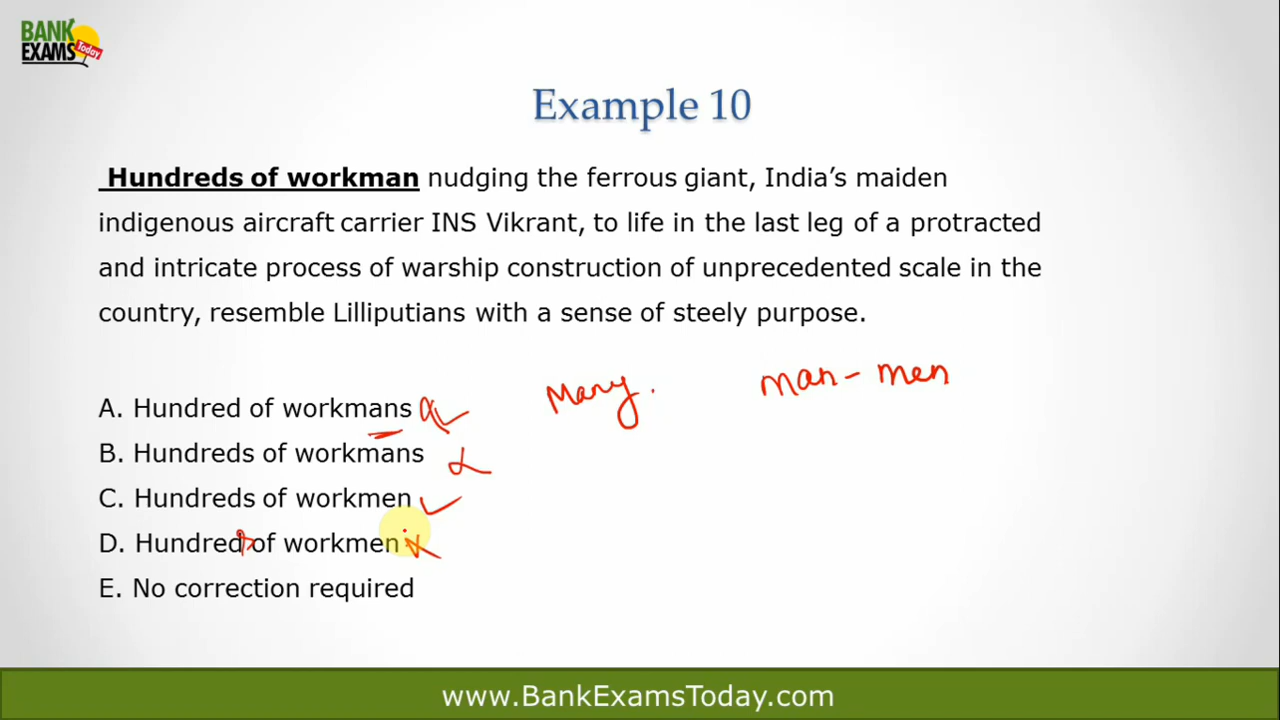 BANK
EXAMS Today
Example 10
Hundreds of workman nudging the ferrous giant, India’s maiden
indigenous aircraft carrier INS Vikrant, to life in the last leg of a protracted
and intricate process of warship construction of unprecedented scale in the
country, resemble Lilliputians with a sense of steely purpose.
Many. man - men
A. Hundred of workmans
B. Hundreds of workmans
C. Hundreds of workmen
D. Hundred of workmen
E. No correction required
www.BankExamsToday.com